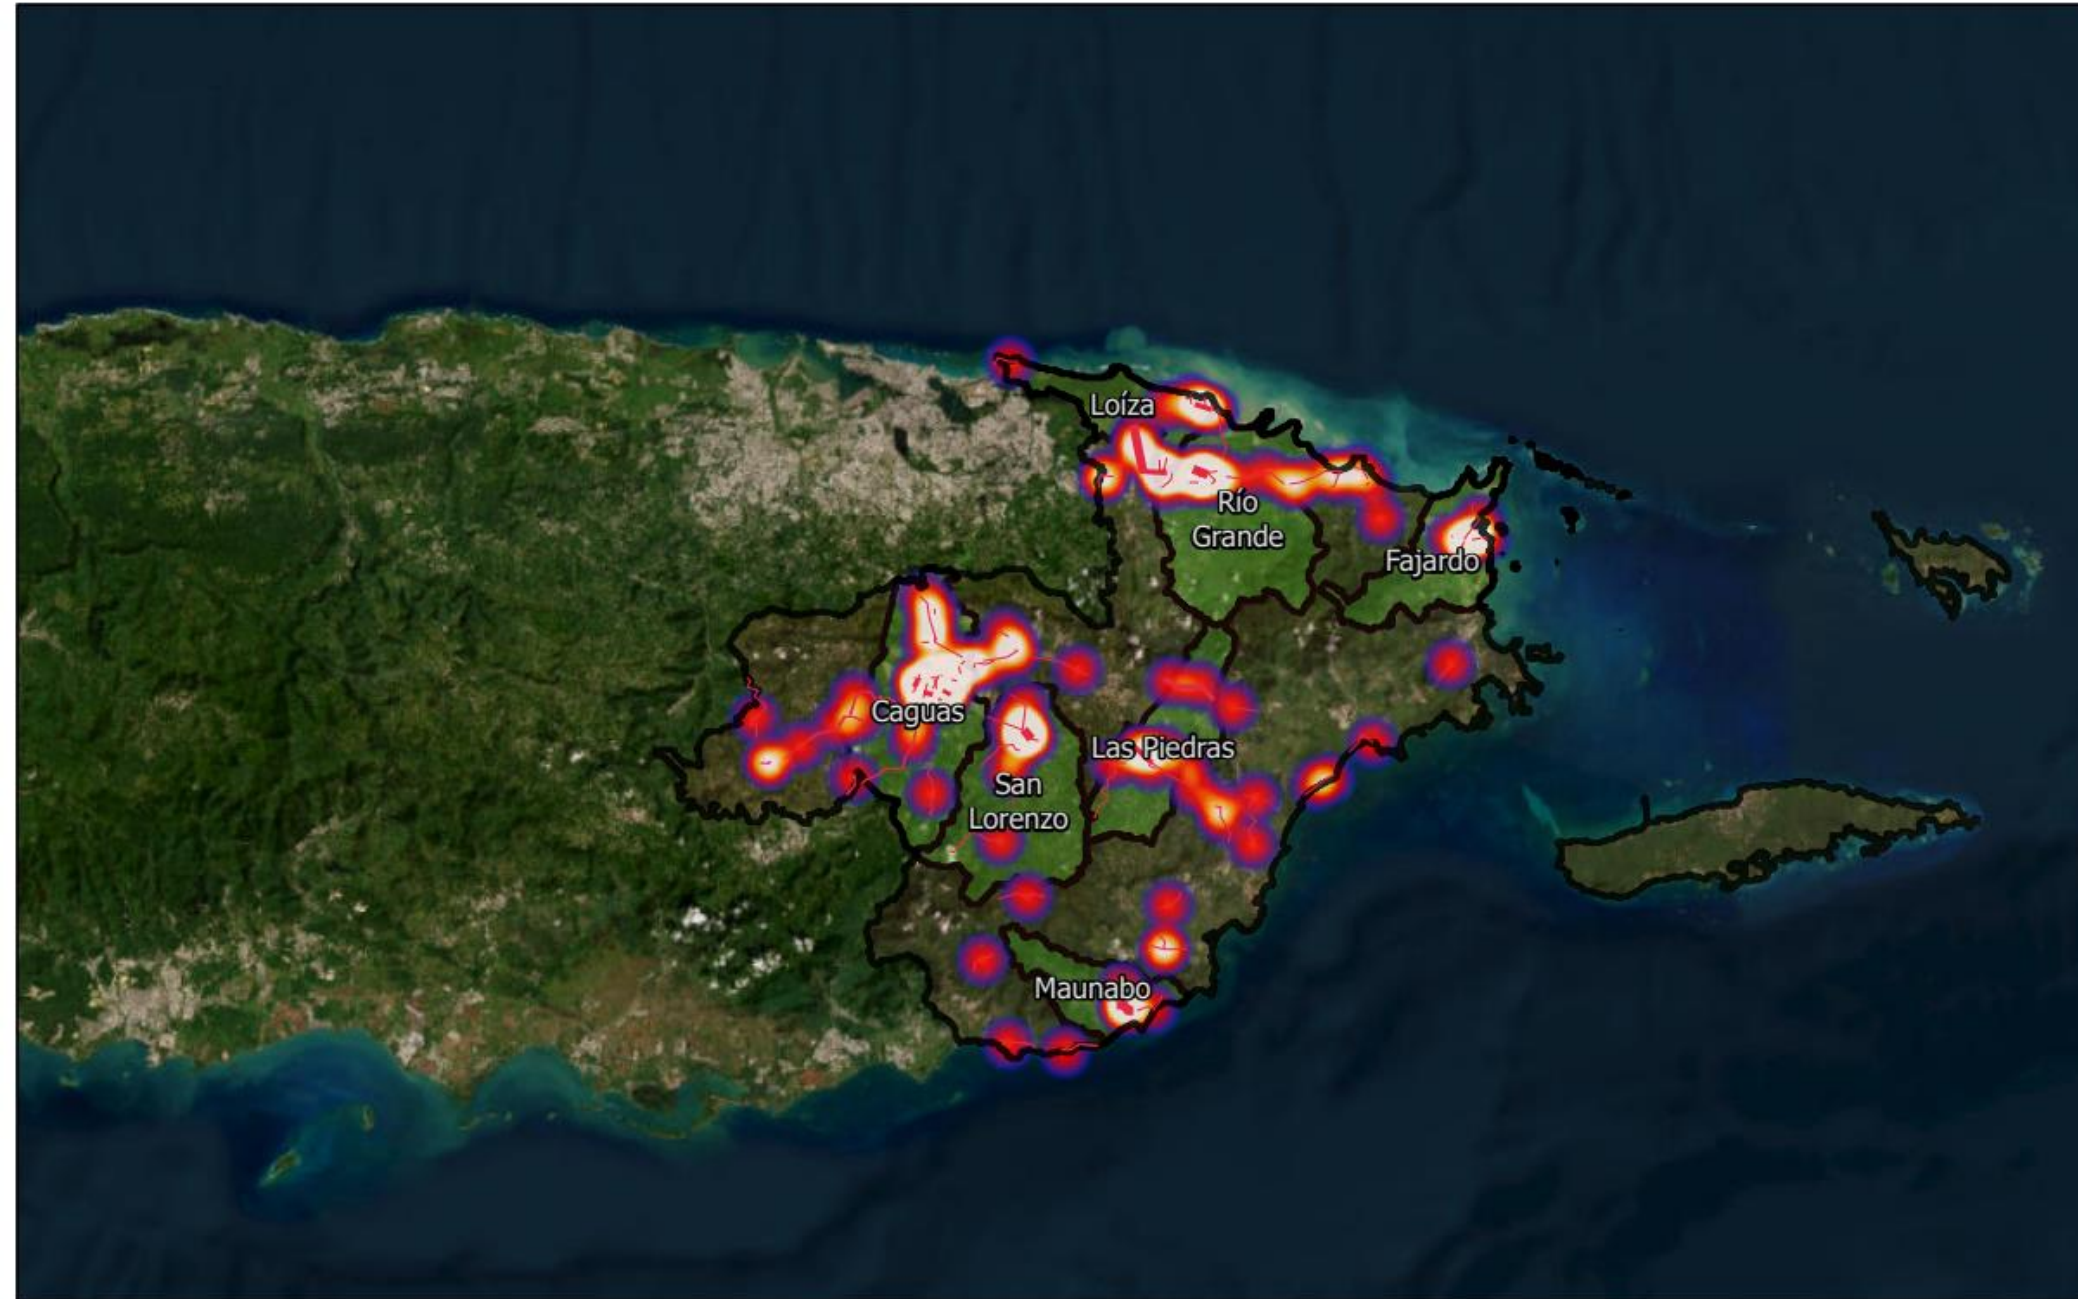 Loíza
Río
Grande
Fajardo
Caguas
Las Piedras
San
Lorenzo
Maunabo